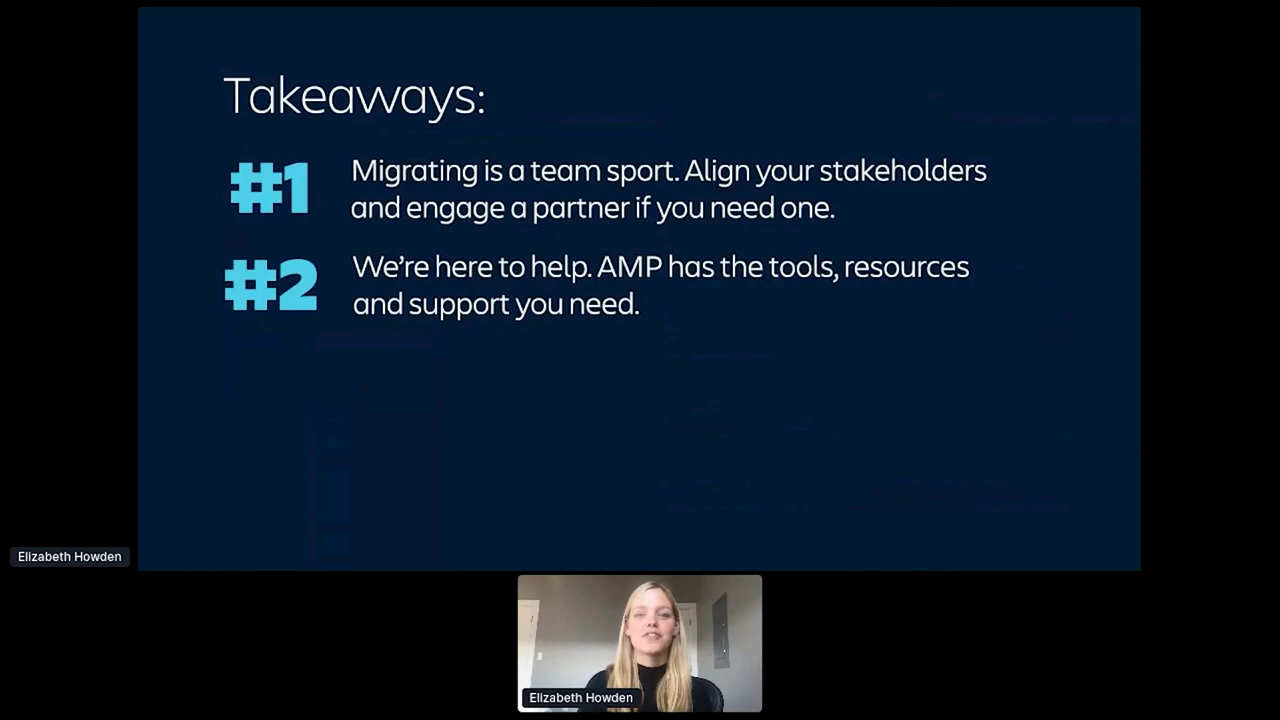 Takeaways:
#1
Migrating is a team sport. Align your stakeholders
and engage a partner if you need one.
#2
We're here to help. AMP has the tools, resources
and support you need.
Elizabeth Howden
Elizabeth Howden